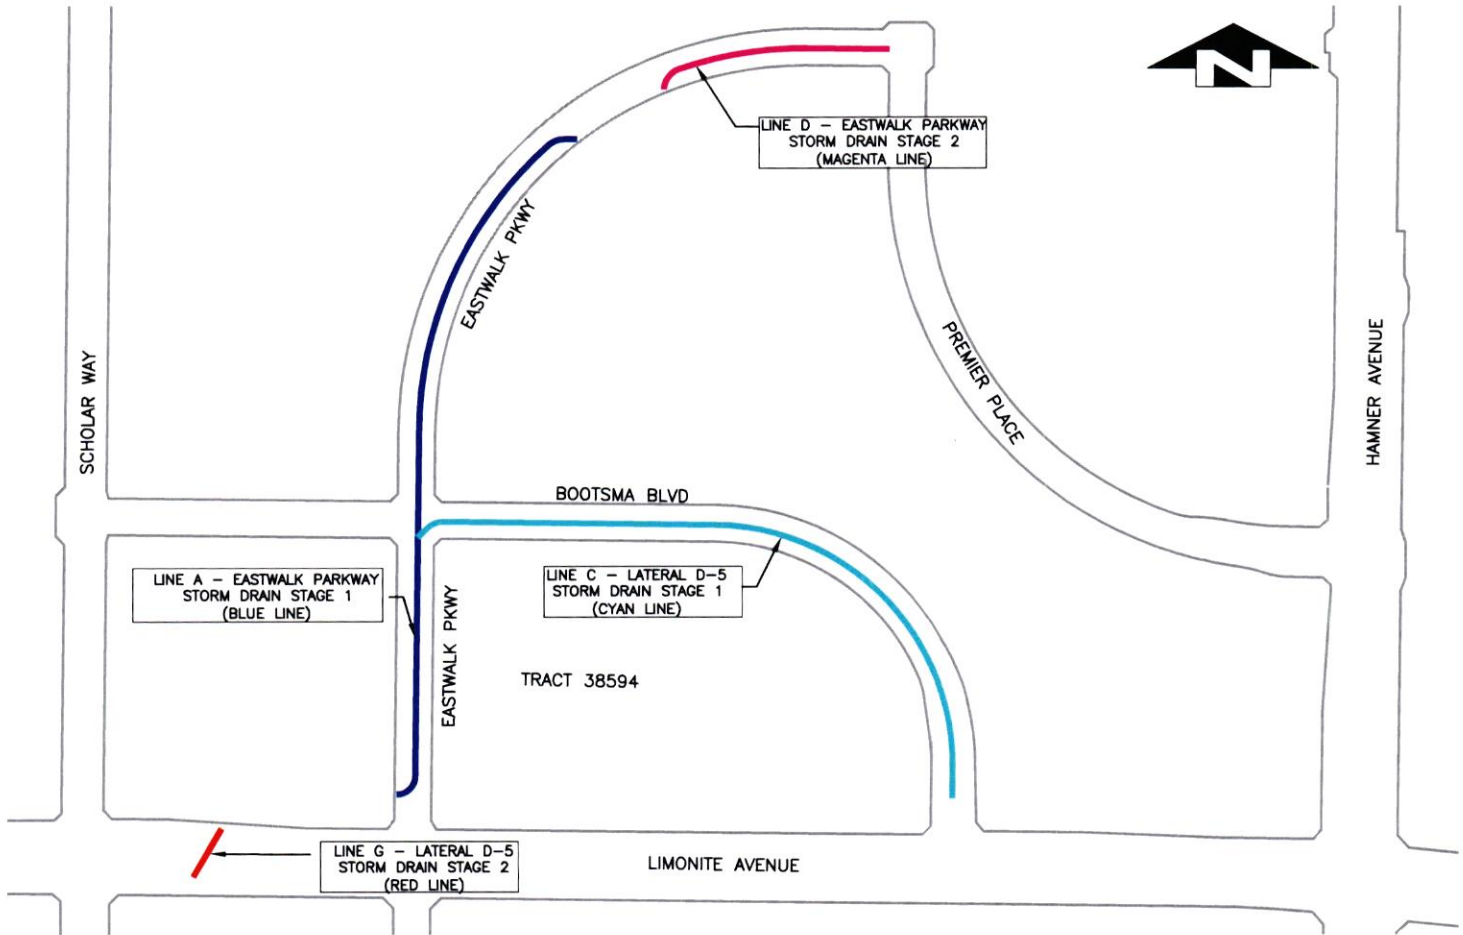 N
LINE D - EASTWALK PARKWAY
STORM DRAIN STAGE 2
(MAGENTA LINE)
EASTWALK PKWY
PREMIER PLACE
HAMNER AVENUE
SCHOLAR WAY
BOOTSMA BLVD
LINE A - EASTWALK PARKWAY
STORM DRAIN STAGE 1
(BLUE LINE)
EASTWALK PKWY
LINE C - LATERAL D-5
STORM DRAIN STAGE 1
(CYAN LINE)
TRACT 38594
LINE G - LATERAL D-5
STORM DRAIN STAGE 2
(RED LINE)
LIMONITE AVENUE